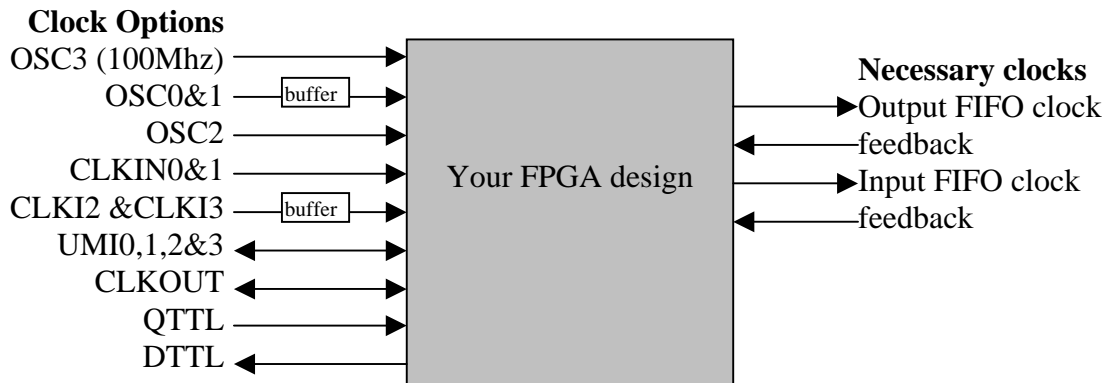 Clock Options
OSC3 (100Mhz)
OSC0&1
buffer
OSC2
CLKIN0&1
CLKI2 &CLKI3
buffer
UMI0,1,2&3
CLKOUT
QTTL
DTTL
Your FPGA design
Necessary clocks
Output FIFO clock
feedback
Input FIFO clock
feedback